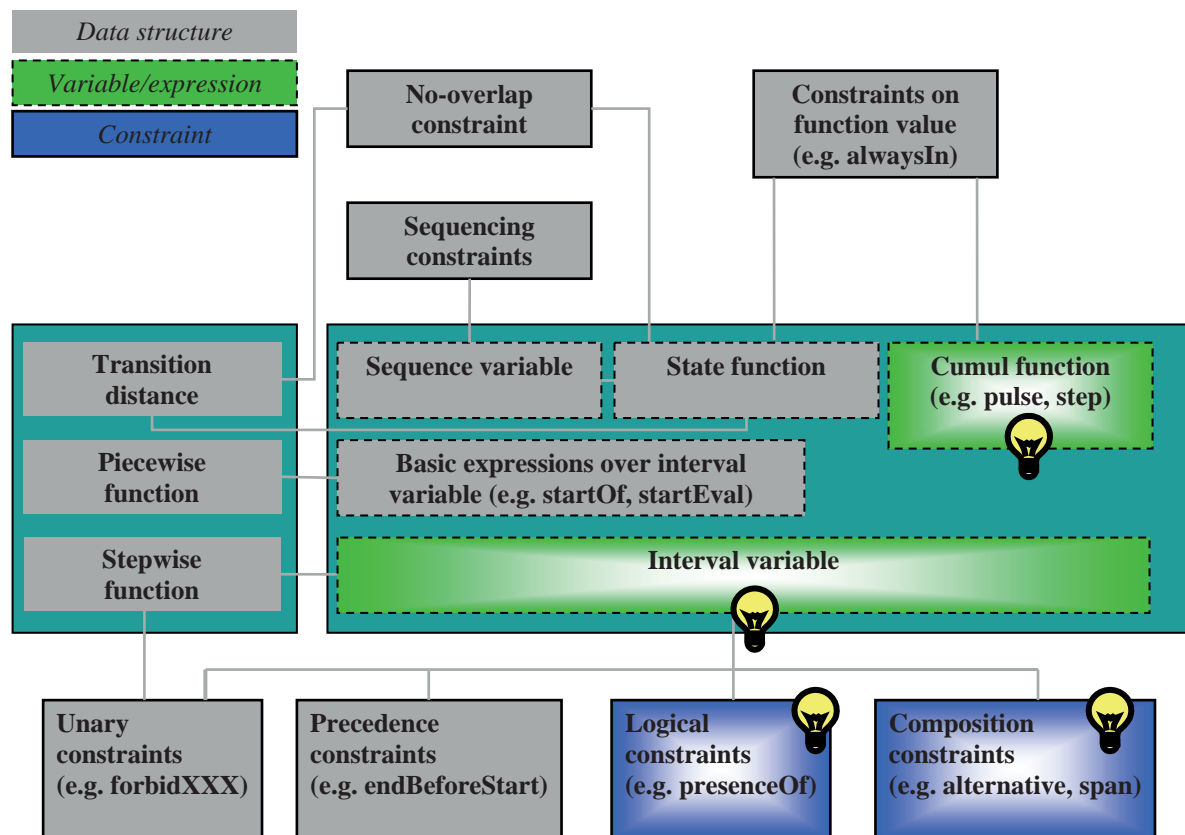 Data structure
Variable/expression
Constraint
No-overlap
constraint
Constraints on
function value
(e.g. alwaysIn)
Sequencing
constraints
Transition
distance
Sequence variable
State function
Cumul function
(e.g. pulse, step)
Piecewise
function
Basic expressions over interval
variable (e.g. startOf, startEval)
Stepwise
function
Interval variable
Unary
constraints
(e.g. forbidXXX)
Precedence
constraints
(e.g. endBeforeStart)
Logical
constraints
(e.g. presenceOf)
Composition
constraints
(e.g. alternative, span)